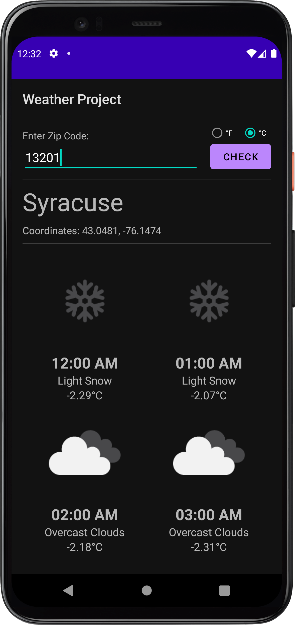 12:32
Weather Project
Enter Zip Code:
°F °C
13201
CHECK
Syracuse
Coordinates: 43.0481, -76.1474
12:00 AM 01:00 AM
Light Snow Light Snow
-2.29°C -2.07°C
02:00 AM 03:00 AM
Overcast Clouds Overcast Clouds
-2.18°C -2.31°C